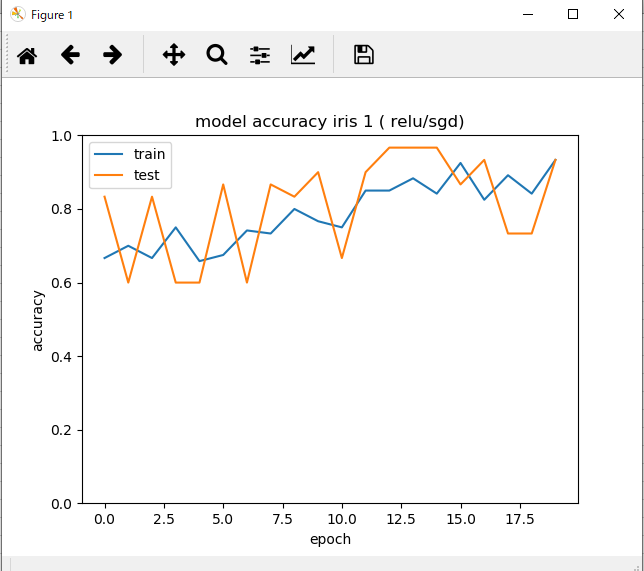 Figure 1
model accuracy iris 1 ( relu/sgd)
train
test
accuracy
1.0
0.8
0.6
0.4
0.2
0.0
0.0 2.5 5.0 7.5 10.0 12.5 15.0 17.5
epoch